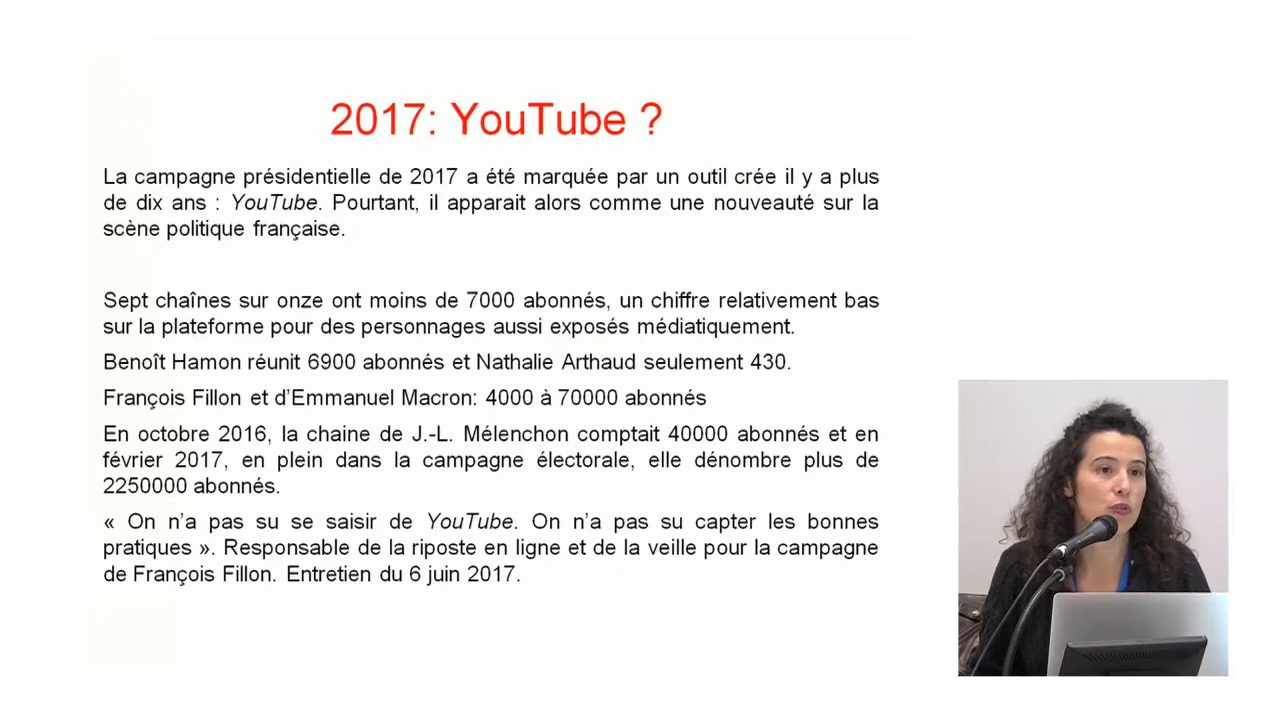 2017: YouTube ?
La campagne présidentielle de 2017 a été marquée par un outil crée il y a plus
de dix ans : YouTube. Pourtant, il apparait alors comme une nouveauté sur la
scène politique française.
Sept chaînes sur onze ont moins de 7000 abonnés, un chiffre relativement bas
sur la plateforme pour des personnages aussi exposés médiatiquement.
Benoît Hamon réunit 6900 abonnés et Nathalie Arthaud seulement 430.
François Fillon et d’Emmanuel Macron: 4000 à 70000 abonnés
En octobre 2016, la chaine de J.-L. Mélenchon comptait 40000 abonnés et en
février 2017, en plein dans la campagne électorale, elle dénombre plus de
2250000 abonnés.
« On n’a pas su se saisir de YouTube. On n’a pas su capter les bonnes
pratiques ». Responsable de la riposte en ligne et de la veille pour la campagne
de François Fillon. Entretien du 6 juin 2017.